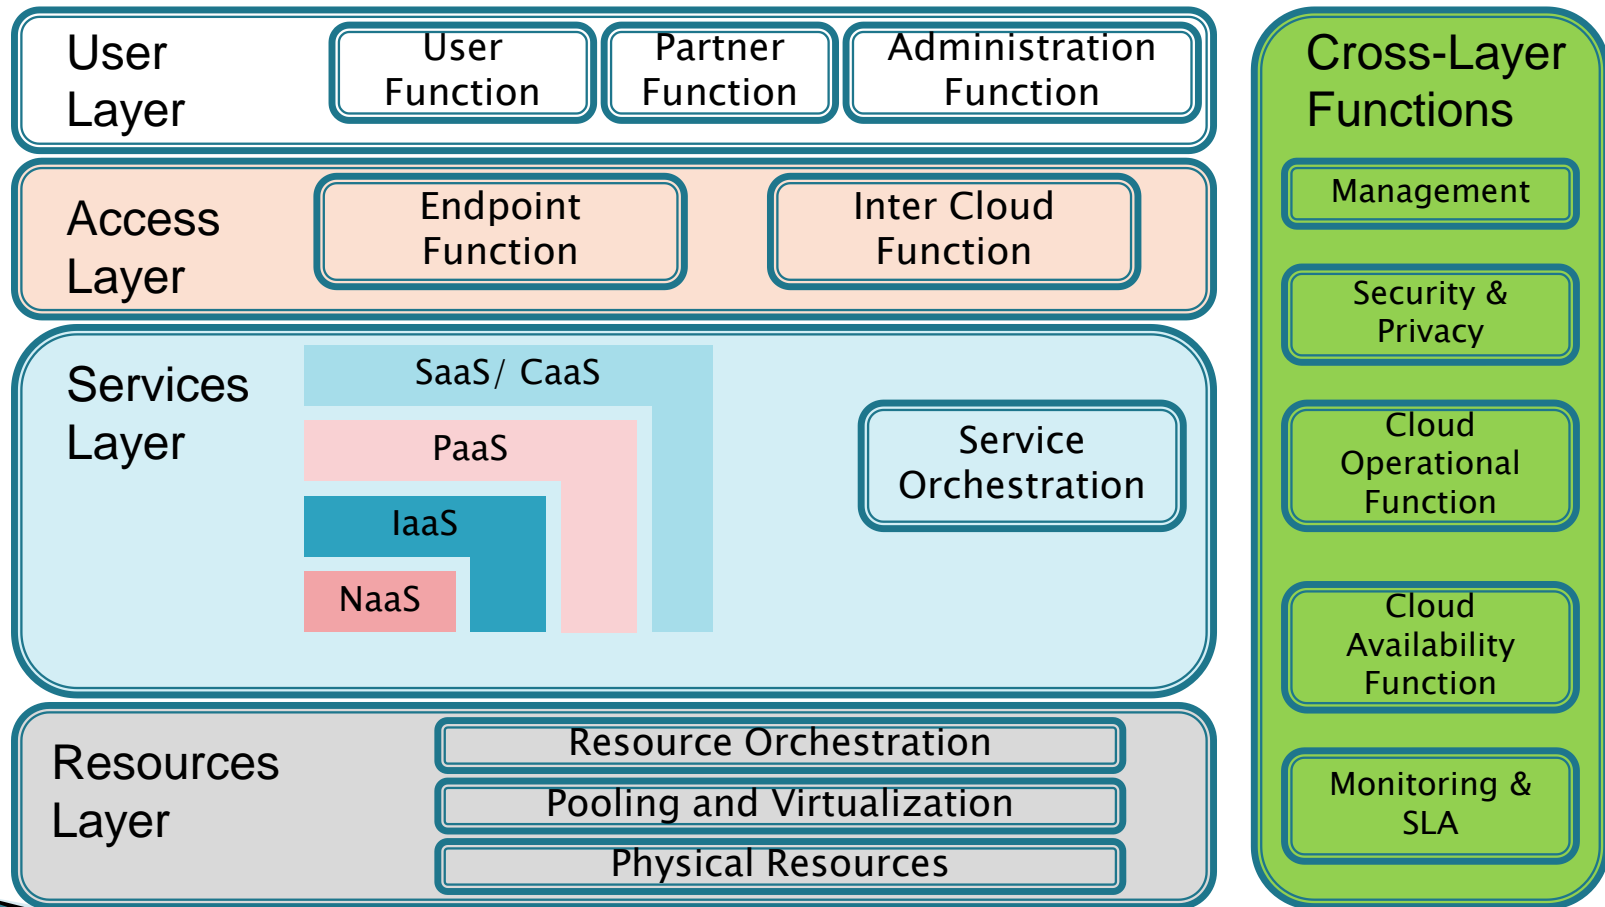 User
Layer
User
Function
Partner
Function
Administration
Function
Access
Layer
Endpoint
Function
Inter Cloud
Function
Services
Layer
SaaS/ CaaS
PaaS
IaaS
NaaS
Service
Orchestration
Resources
Layer
Resource Orchestration
Pooling and Virtualization
Physical Resources
Cross-Layer
Functions
Management
Security &
Privacy
Cloud
Operational
Function
Cloud
Availability
Function
Monitoring &
SLA